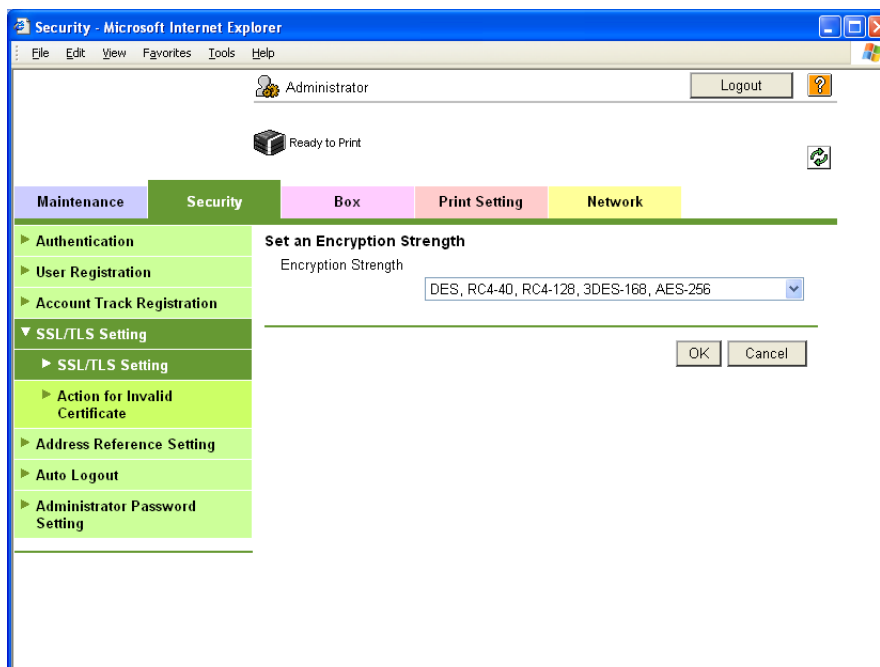 Security - Microsoft Internet Explorer
File Edit View Favorites Tools Help
Administrator
Logout
?
Ready to Print
Maintenance Security Box Print Setting Network
Authentication
User Registration
Account Track Registration
SSL/TLS Setting
SSL/TLS Setting
Action for Invalid
Certificate
Address Reference Setting
Auto Logout
Administrator Password
Setting
Set an Encryption Strength
Encryption Strength
DES, RC4-40, RC4-128, 3DES-168, AES-256
OK Cancel